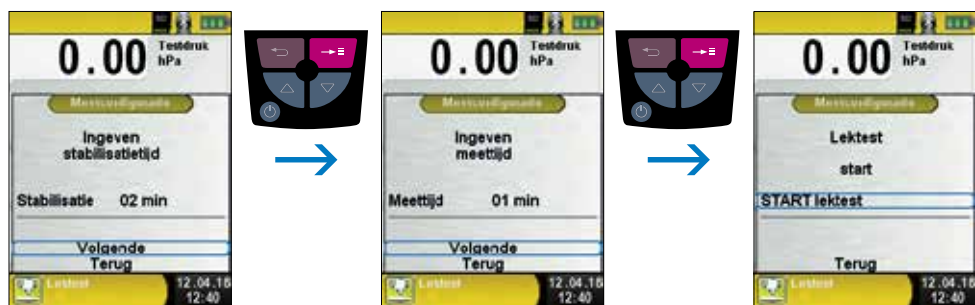 0.00 Testdruk
hPa
Ingeven
stabilisatietijd
Stabilisatie 02 min
Volgende
Terug
Lektest 12.04.16
12:40
0.00 Testdruk
hPa
Ingeven
meettijd
Meettijd 01 min
Volgende
Terug
Lektest 12.04.16
12:40
0.00 Testdruk
hPa
Lektest
start
START lektest
Terug
Lektest 12.04.16
12:40